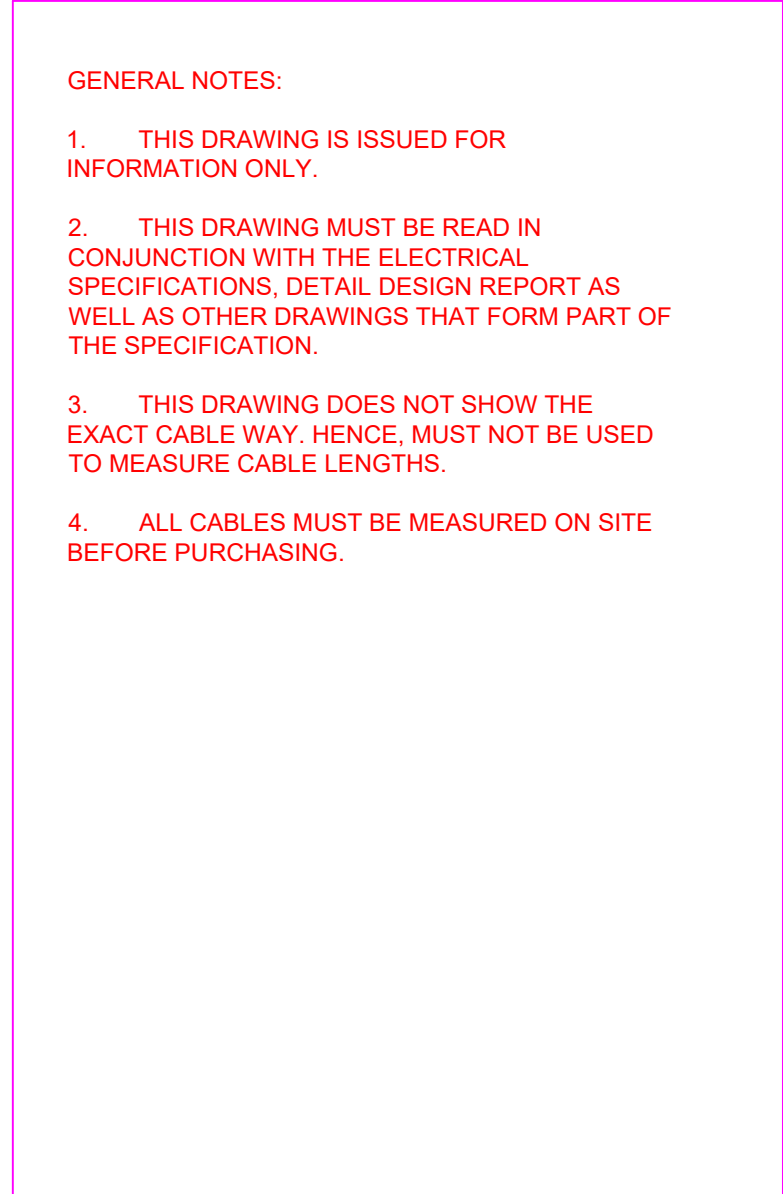 GENERAL NOTES:
1. THIS DRAWING IS ISSUED FOR
INFORMATION ONLY.
2. THIS DRAWING MUST BE READ IN
CONJUNCTION WITH THE ELECTRICAL
SPECIFICATIONS, DETAIL DESIGN REPORT AS
WELL AS OTHER DRAWINGS THAT FORM PART OF
THE SPECIFICATION.
3. THIS DRAWING DOES NOT SHOW THE
EXACT CABLE WAY. HENCE, MUST NOT BE USED
TO MEASURE CABLE LENGTHS.
4. ALL CABLES MUST BE MEASURED ON SITE
BEFORE PURCHASING.